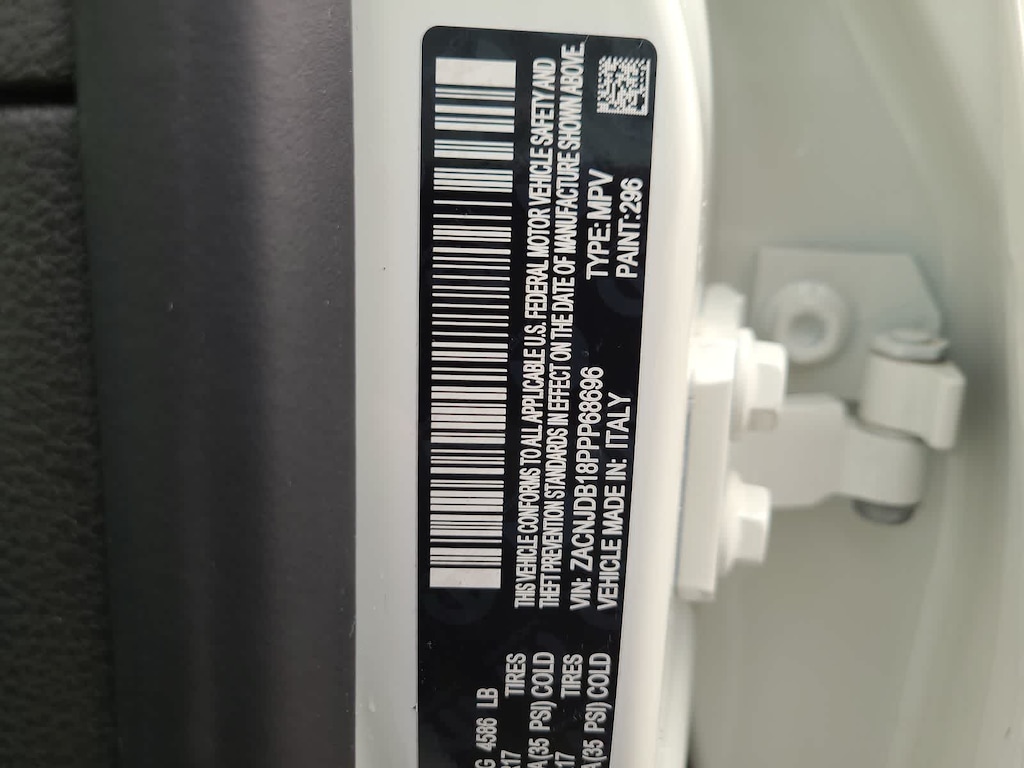 THIS VEHICLE CONFORMS TO ALL APPLICABLE U.S. FEDERAL MOTOR VEHICLE SAFETY AND
THEFT PREVENTION STANDARDS IN EFFECT ON THE DATE OF MANUFACTURE SHOWN ABOVE.
VIN: ZACNJDB18PPP68696
TYPE: MPV
VEHICLE MADE IN: ITALY
PAINT: 296
G 4586 LB
R17 TIRES
A(35 PSI) COLD
17 TIRES
A(35 PSI) COLD